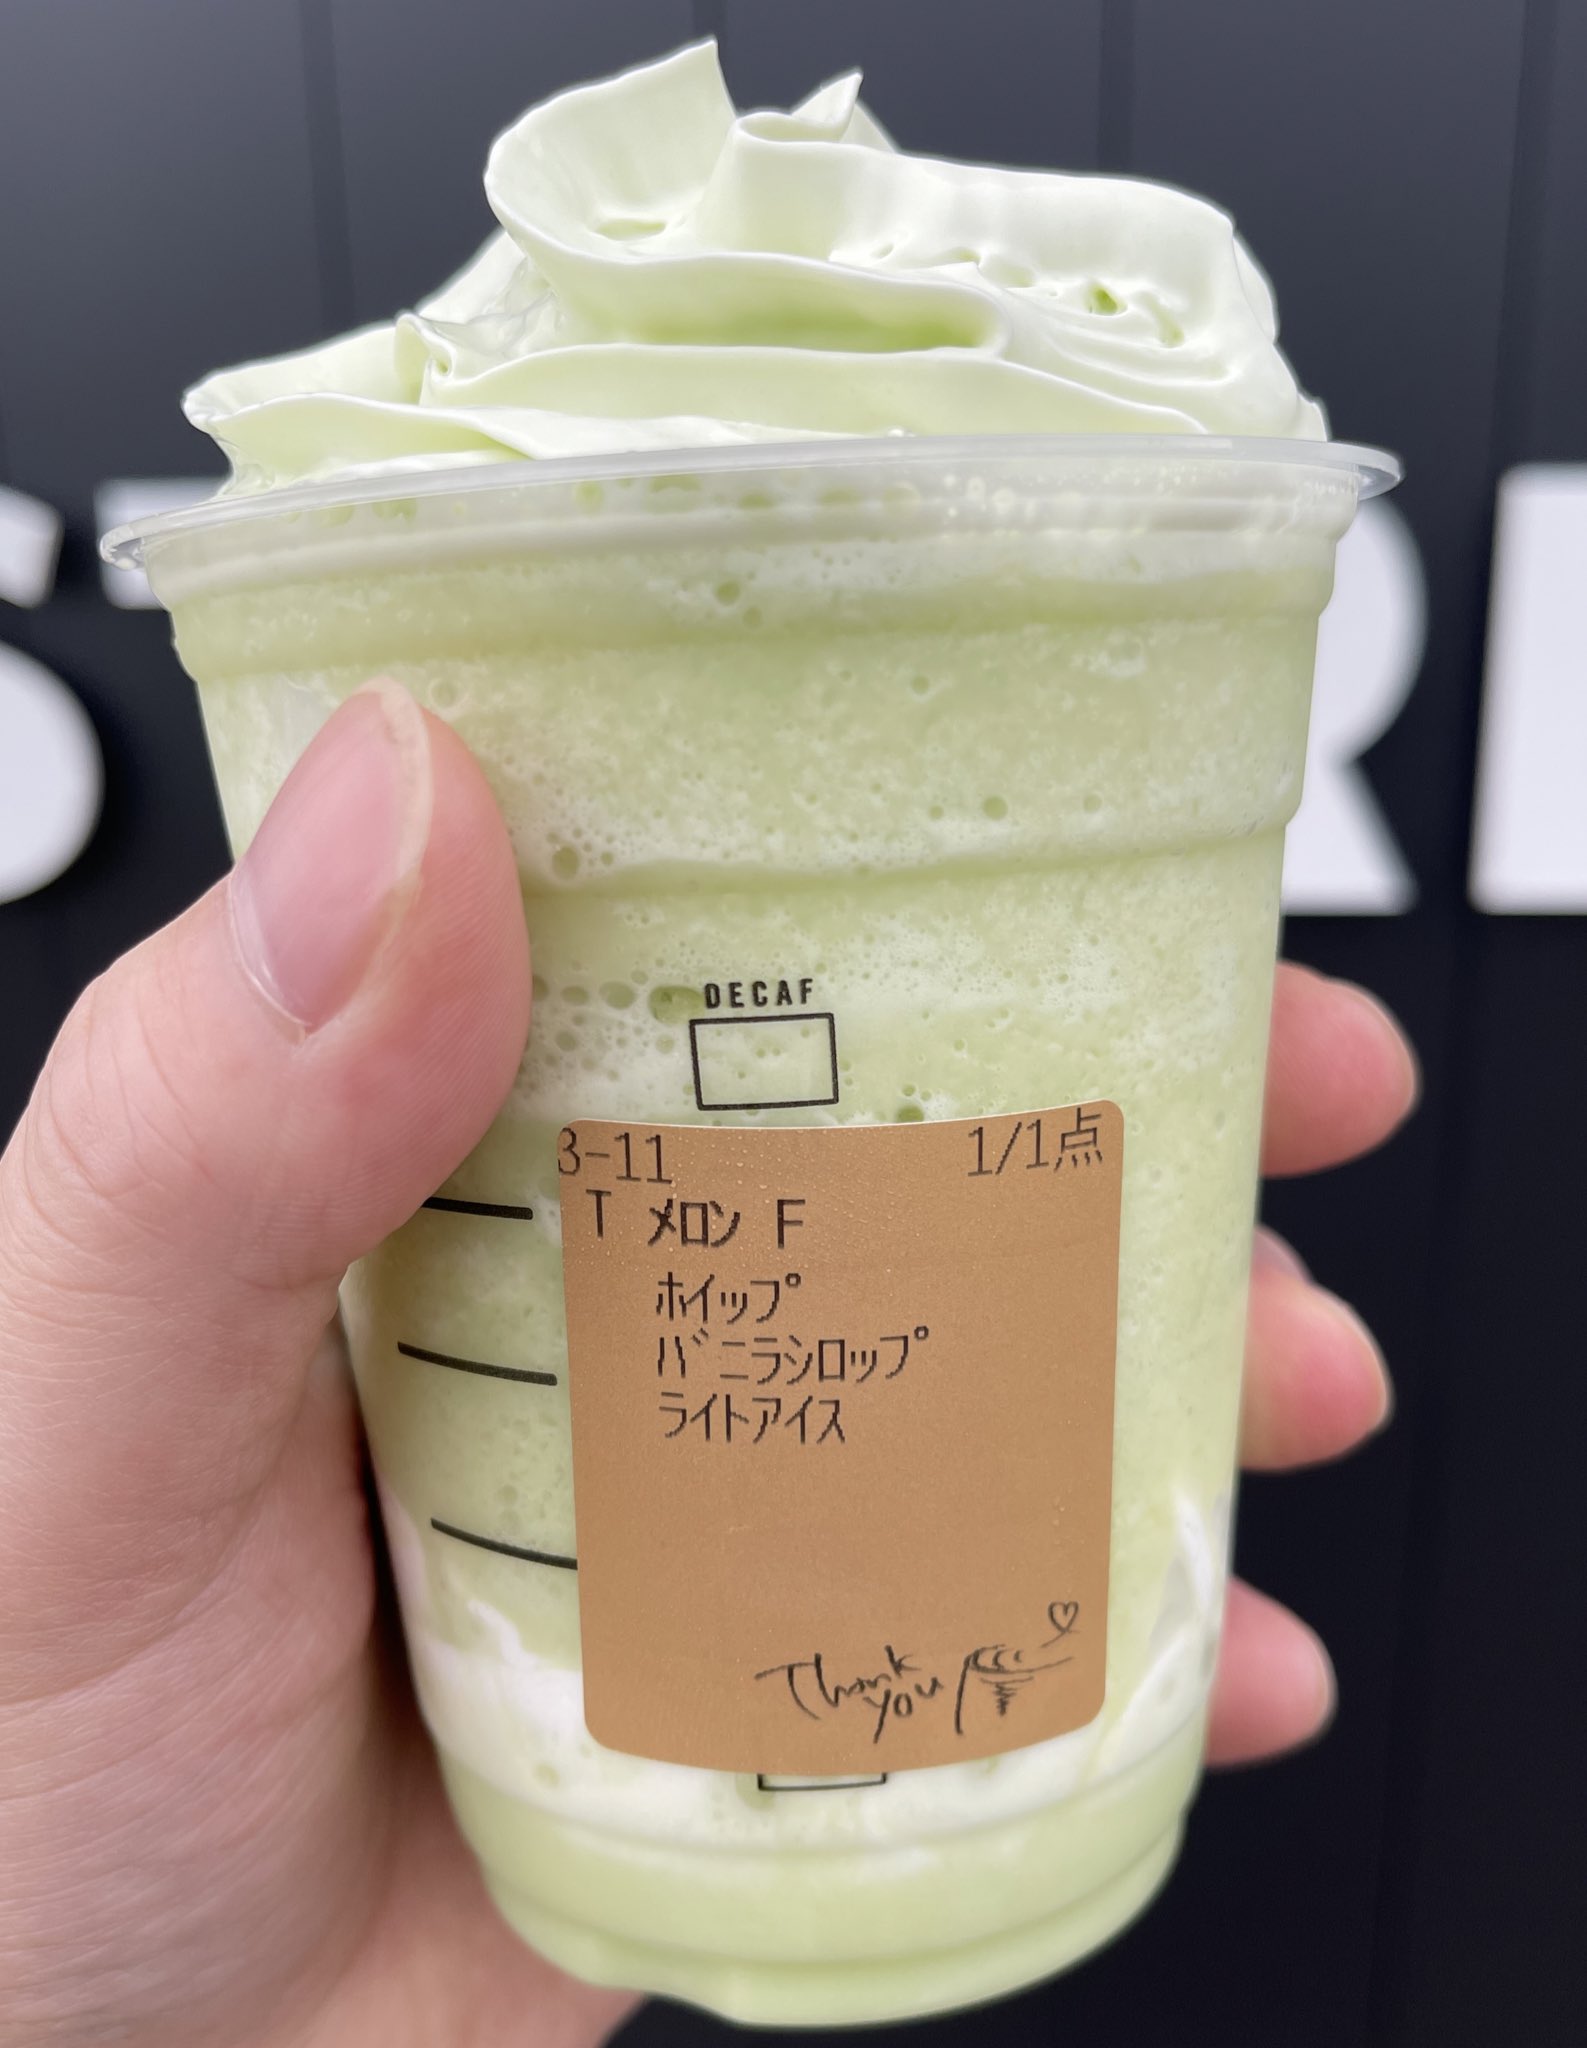 ST R
DECAF
3-11 1/1点
T メロン F
ホイップ
バニラシロップ
ライトアイス
Thank you